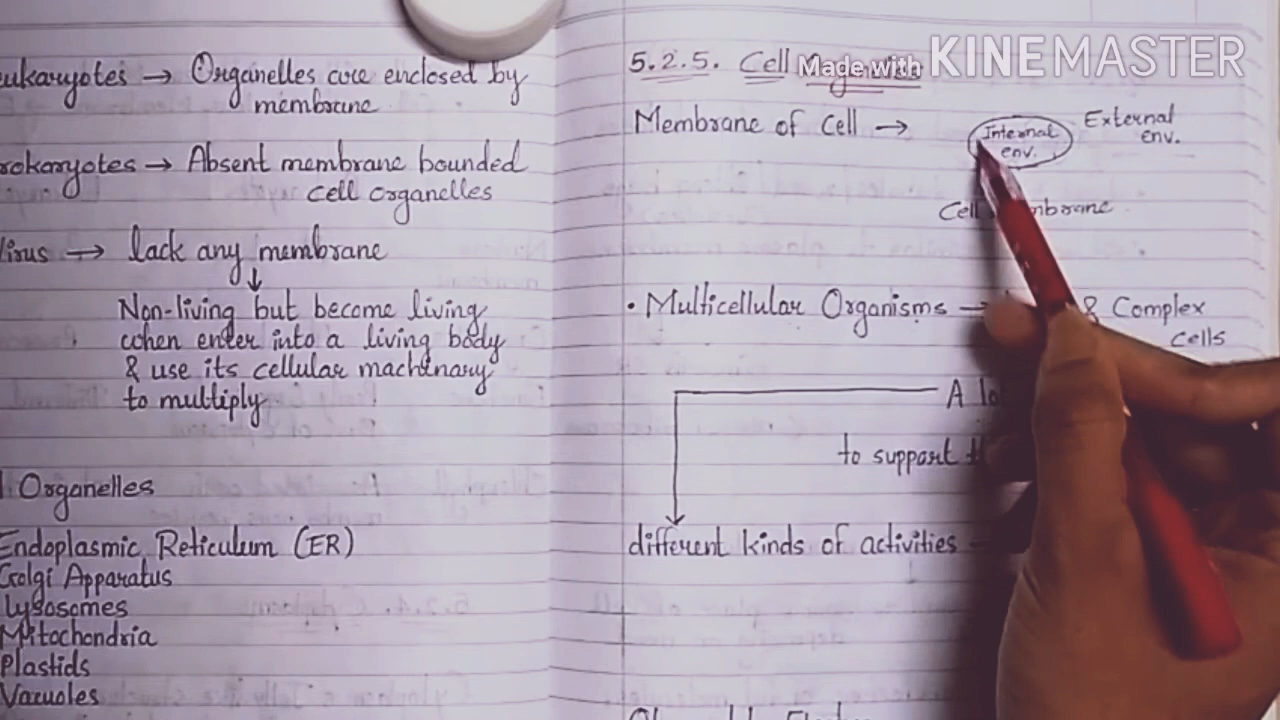 eukaryotes → Organelles are enclosed by
membrane
rokaryotes → Absent membrane bounded
cell organelles
Virus → lack any membrane
↓
Non-living but become living
when enter into a living body
& use its cellular machinary
to multiply
Organelles
Endoplasmic Reticulum (ER)
Golgi Apparatus
Lysosomes
Mitochondria
Plastids
Vacuoles
5.2.5. Cell
Made with KINEMASTER
Membrane of Cell →
Internal
env.
External
env.
Cell
mbrane
• Multicellular Organisms →
& Complex
Cells
A lo
to support
different kinds of activities